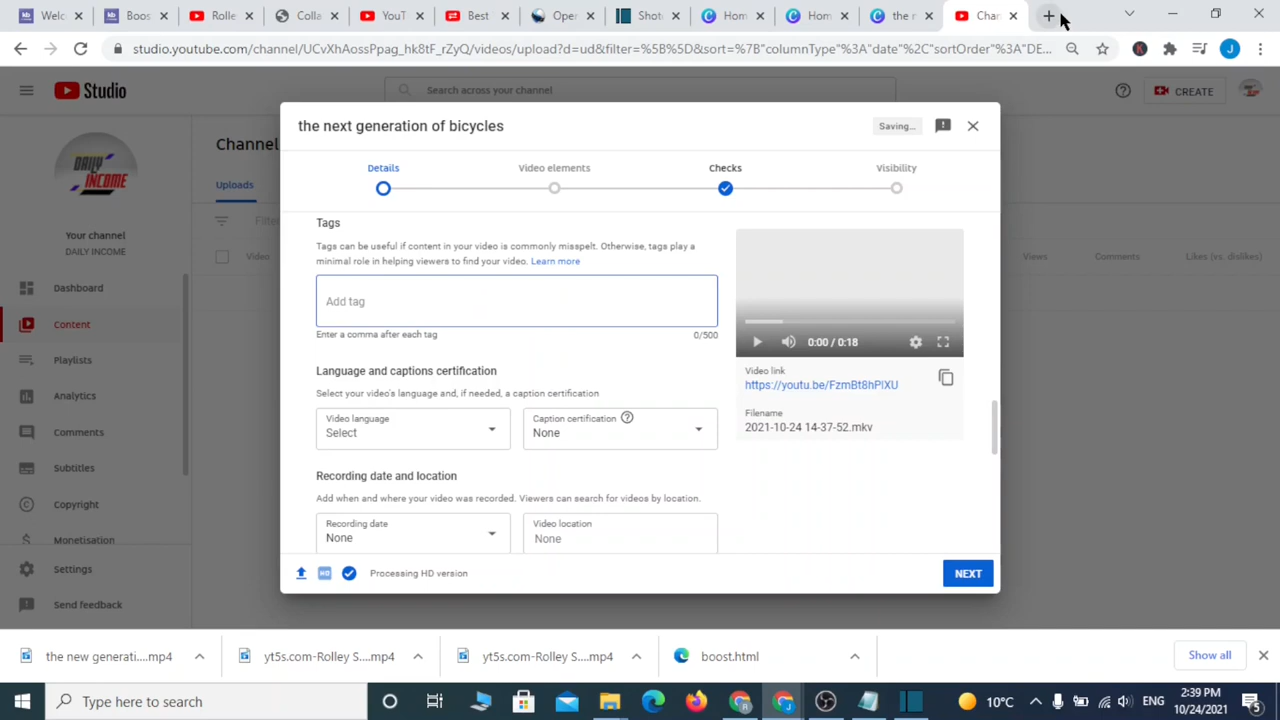 Welc
Boos
Rolle
Colla
YouT
Best
Oper
Shot
Hom
Hom
the n
Chan
studio.youtube.com/channel/UCvXhAossPpag_hk8tF_rZyQ/videos/upload?d=ud&filter=%5B%5D&sort=%7B"columnType"%3A"date"%2C"sortOrder"%3A"DE...
K
J
Studio
Search across your channel
CREATE
DAILY
INCOME
Your channel
DAILY INCOME
Dashboard
Content
Playlists
Analytics
Comments
Subtitles
Copyright
Monetisation
Settings
Send feedback
Channel
Uploads
Filter
Video
Views
Comments
Likes (vs. dislikes)
the next generation of bicycles
Saving...
Details
Video elements
Checks
Visibility
Tags
Tags can be useful if content in your video is commonly misspelt. Otherwise, tags play a
minimal role in helping viewers to find your video. Learn more
Add tag
Enter a comma after each tag
0/500
Language and captions certification
Select your video's language and, if needed, a caption certification
Video language
Select
Caption certification
None
Recording date and location
Add when and where your video was recorded. Viewers can search for videos by location.
Recording date
None
Video location
None
0:00 / 0:18
Video link
https://youtu.be/FzmBt8hPIXU
Filename
2021-10-24 14-37-52.mkv
HD
Processing HD version
NEXT
the new generati....mp4
yt5s.com-Rolley S....mp4
yt5s.com-Rolley S....mp4
boost.html
Show all
Type here to search
10°C
ENG
2:39 PM
10/24/2021
5